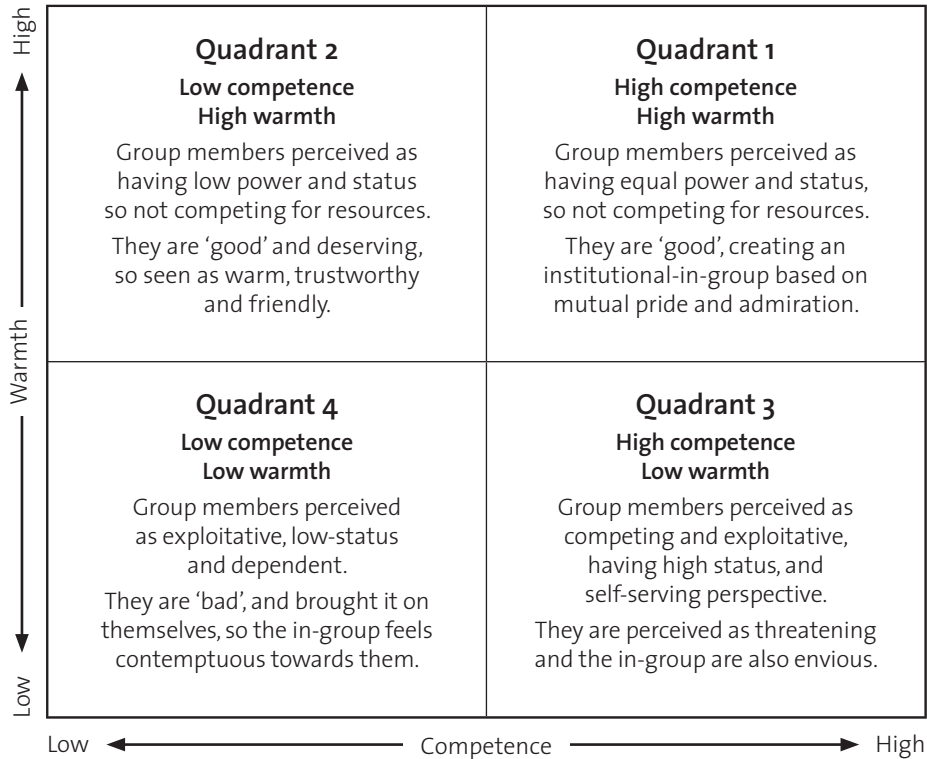 High
Warmth
Low
Quadrant 2
Low competence
High warmth
Group members perceived as
having low power and status
so not competing for resources.
They are ‘good’ and deserving,
so seen as warm, trustworthy
and friendly.
Quadrant 1
High competence
High warmth
Group members perceived as
having equal power and status,
so not competing for resources.
They are ‘good’, creating an
institutional-in-group based on
mutual pride and admiration.
Quadrant 4
Low competence
Low warmth
Group members perceived
as exploitative, low-status
and dependent.
They are ‘bad’, and brought it on
themselves, so the in-group feels
contemptuous towards them.
Quadrant 3
High competence
Low warmth
Group members perceived as
competing and exploitative,
having high status, and
self-serving perspective.
They are perceived as threatening
and the in-group are also envious.
Low
Competence
High